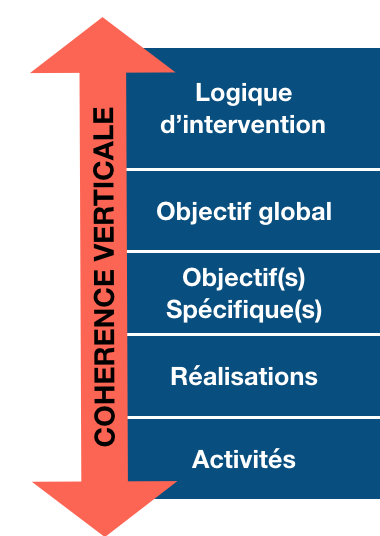 COHERENCE VERTICALE
Logique
d’intervention
Objectif global
Objectif(s)
Spécifique(s)
Réalisations
Activités